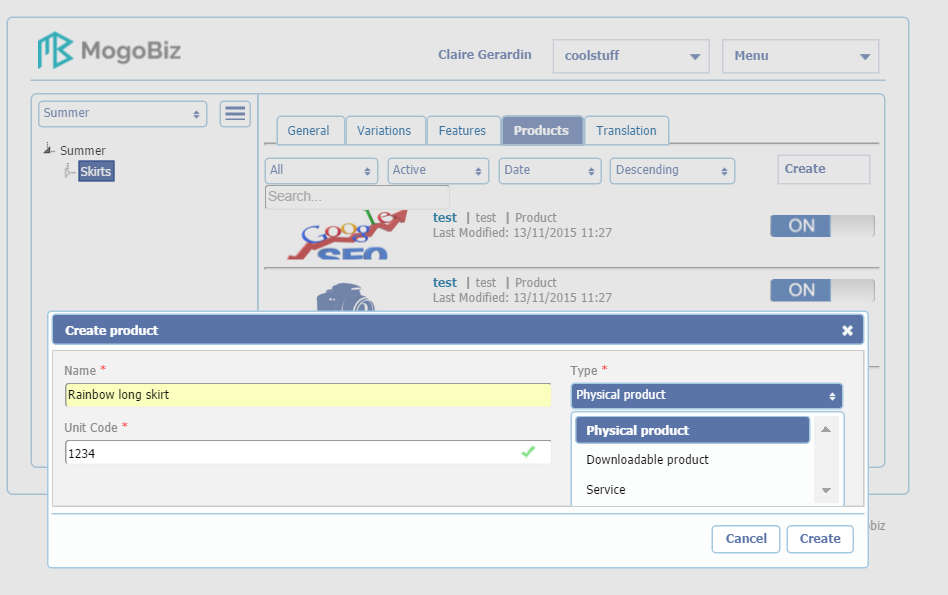 MogoBiz
Claire Gerardin
coolstuff
Menu
Summer
Summer
Skirts
General
Variations
Features
Products
Translation
All
Active
Date
Descending
Create
Search...
Google
SEO
test | test | Product
Last Modified: 13/11/2015 11:27
ON
test | test | Product
Last Modified: 13/11/2015 11:27
ON
Create product
Name *
Rainbow long skirt
Unit Code *
1234
Type *
Physical product
Physical product
Downloadable product
Service
biz
Cancel
Create